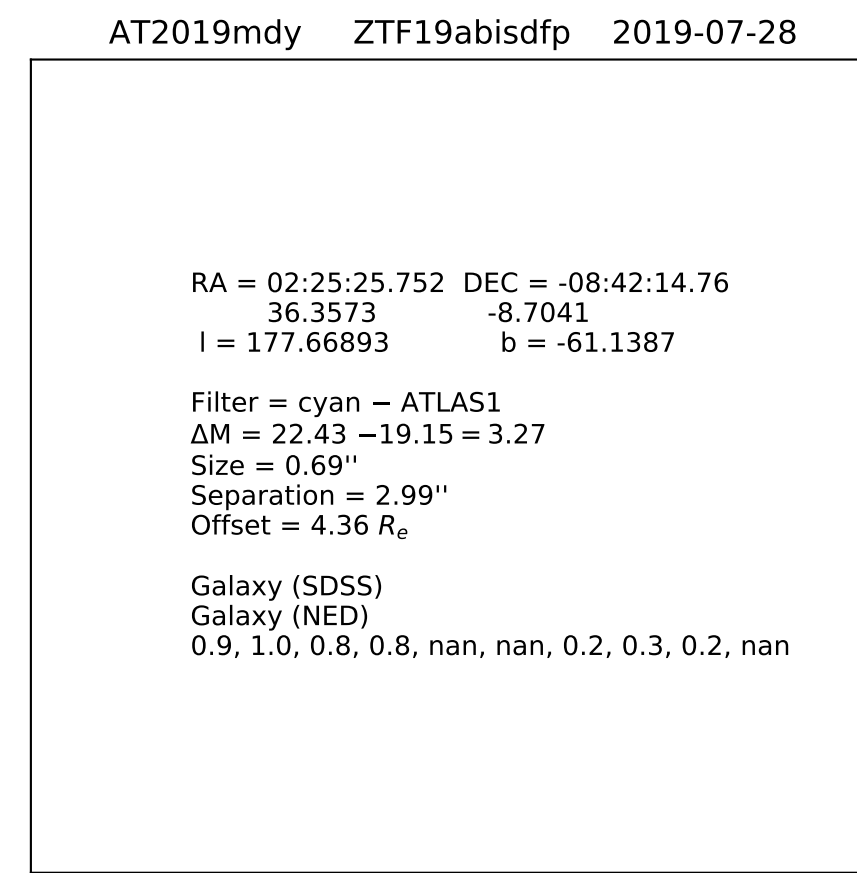 AT2019mdy ZTF19abisdfp 2019-07-28
RA = 02:25:25.752 DEC = -08:42:14.76
36.3573 -8.7041
l = 177.66893 b = -61.1387
Filter = cyan − ATLAS1
ΔM = 22.43 −19.15 = 3.27
Size = 0.69''
Separation = 2.99''
Offset = 4.36 Re
Galaxy (SDSS)
Galaxy (NED)
0.9, 1.0, 0.8, 0.8, nan, nan, 0.2, 0.3, 0.2, nan